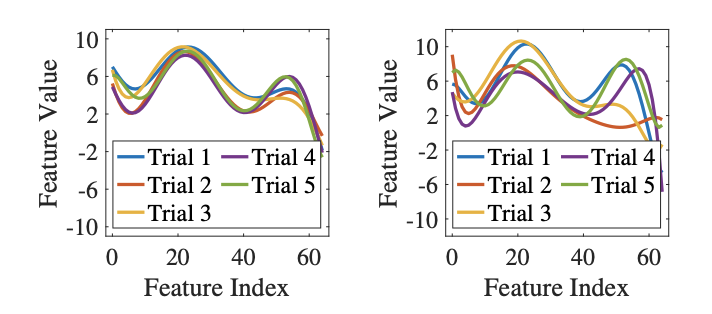 10
6
2
-2
-6
-10
Feature Value
Trial 1
Trial 4
Trial 2
Trial 5
Trial 3
0
20
40
60
Feature Index
10
6
2
-2
-6
-10
Feature Value
Trial 1
Trial 4
Trial 2
Trial 5
Trial 3
0
20
40
60
Feature Index